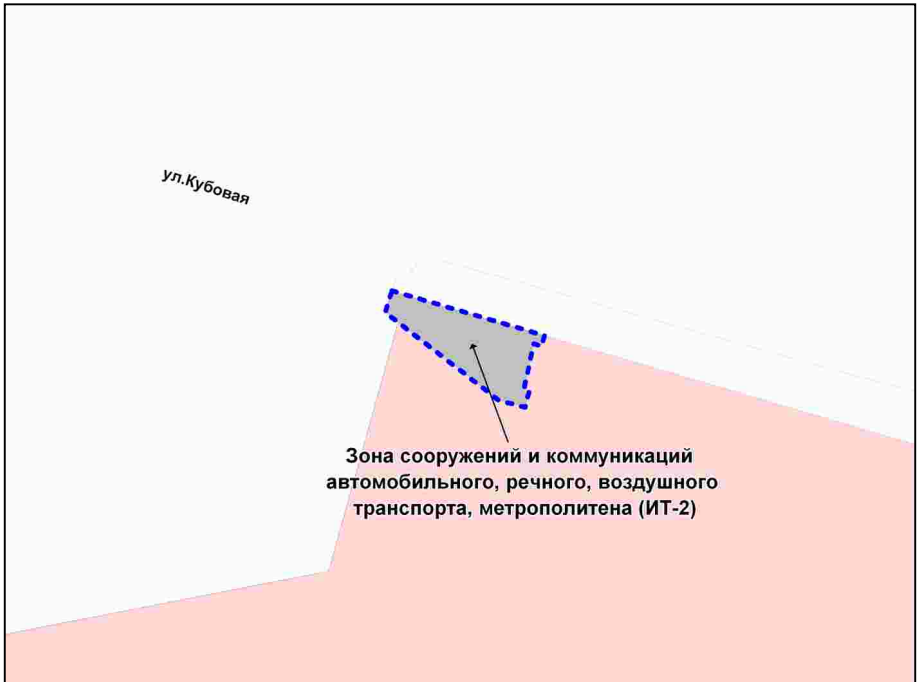 ул.Кубовая
Зона сооружений и коммуникаций
автомобильного, речного, воздушного
транспорта, метрополитена (ИТ-2)